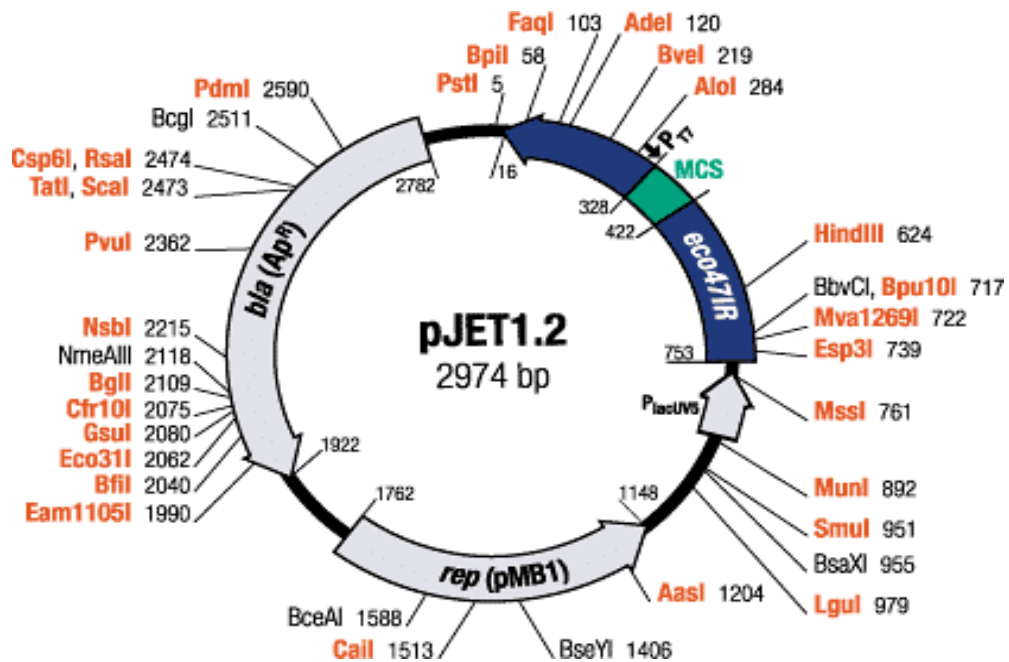 FaqI 103
AdeI 120
BpiI 58
BveI 219
PstI 5
AloI 284
PdmI 2590
BcgI 2511
Csp6I, RsaI 2474
TatI, ScaI 2473
PvuI 2362
NsbI 2215
NmeAIII 2118
BglI 2109
Cfr10I 2075
GsuI 2080
Eco31I 2062
BfiI 2040
Eam1105I 1990
PT7
MCS
2782
16
328
422
bla (ApR)
eco47IR
HindIII 624
BbvCI, Bpu10I 717
Mva1269I 722
Esp3I 739
pJET1.2
2974 bp
753
PlacUV5
MssI 761
MunI 892
SmuI 951
BsaXI 955
LguI 979
1922
1762
1148
rep (pMB1)
AasI 1204
BceAI 1588
CaiI 1513
BseYI 1406